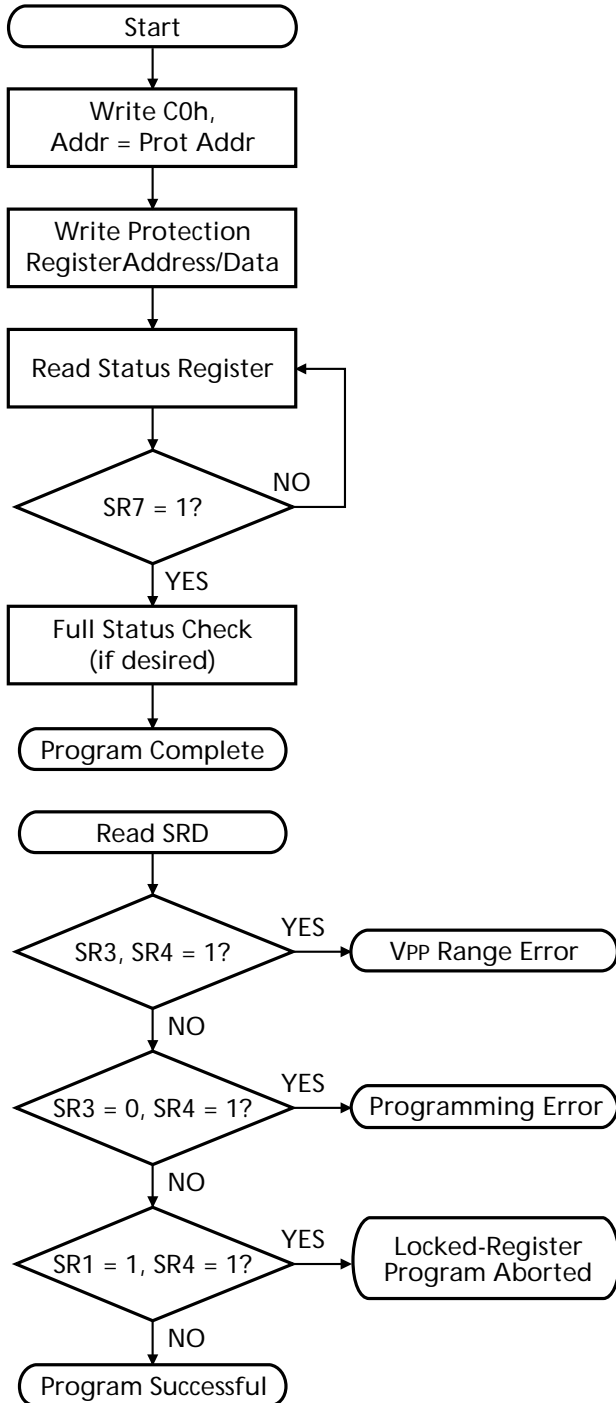 Start
Write C0h,
Addr = Prot Addr
Write Protection
RegisterAddress/Data
Read Status Register
SR7 = 1?
NO
YES
Full Status Check
(if desired)
Program Complete
Read SRD
SR3, SR4 = 1?
YES
VPP Range Error
NO
SR3 = 0, SR4 = 1?
YES
Programming Error
NO
SR1 = 1, SR4 = 1?
YES
Locked-Register
Program Aborted
NO
Program Successful